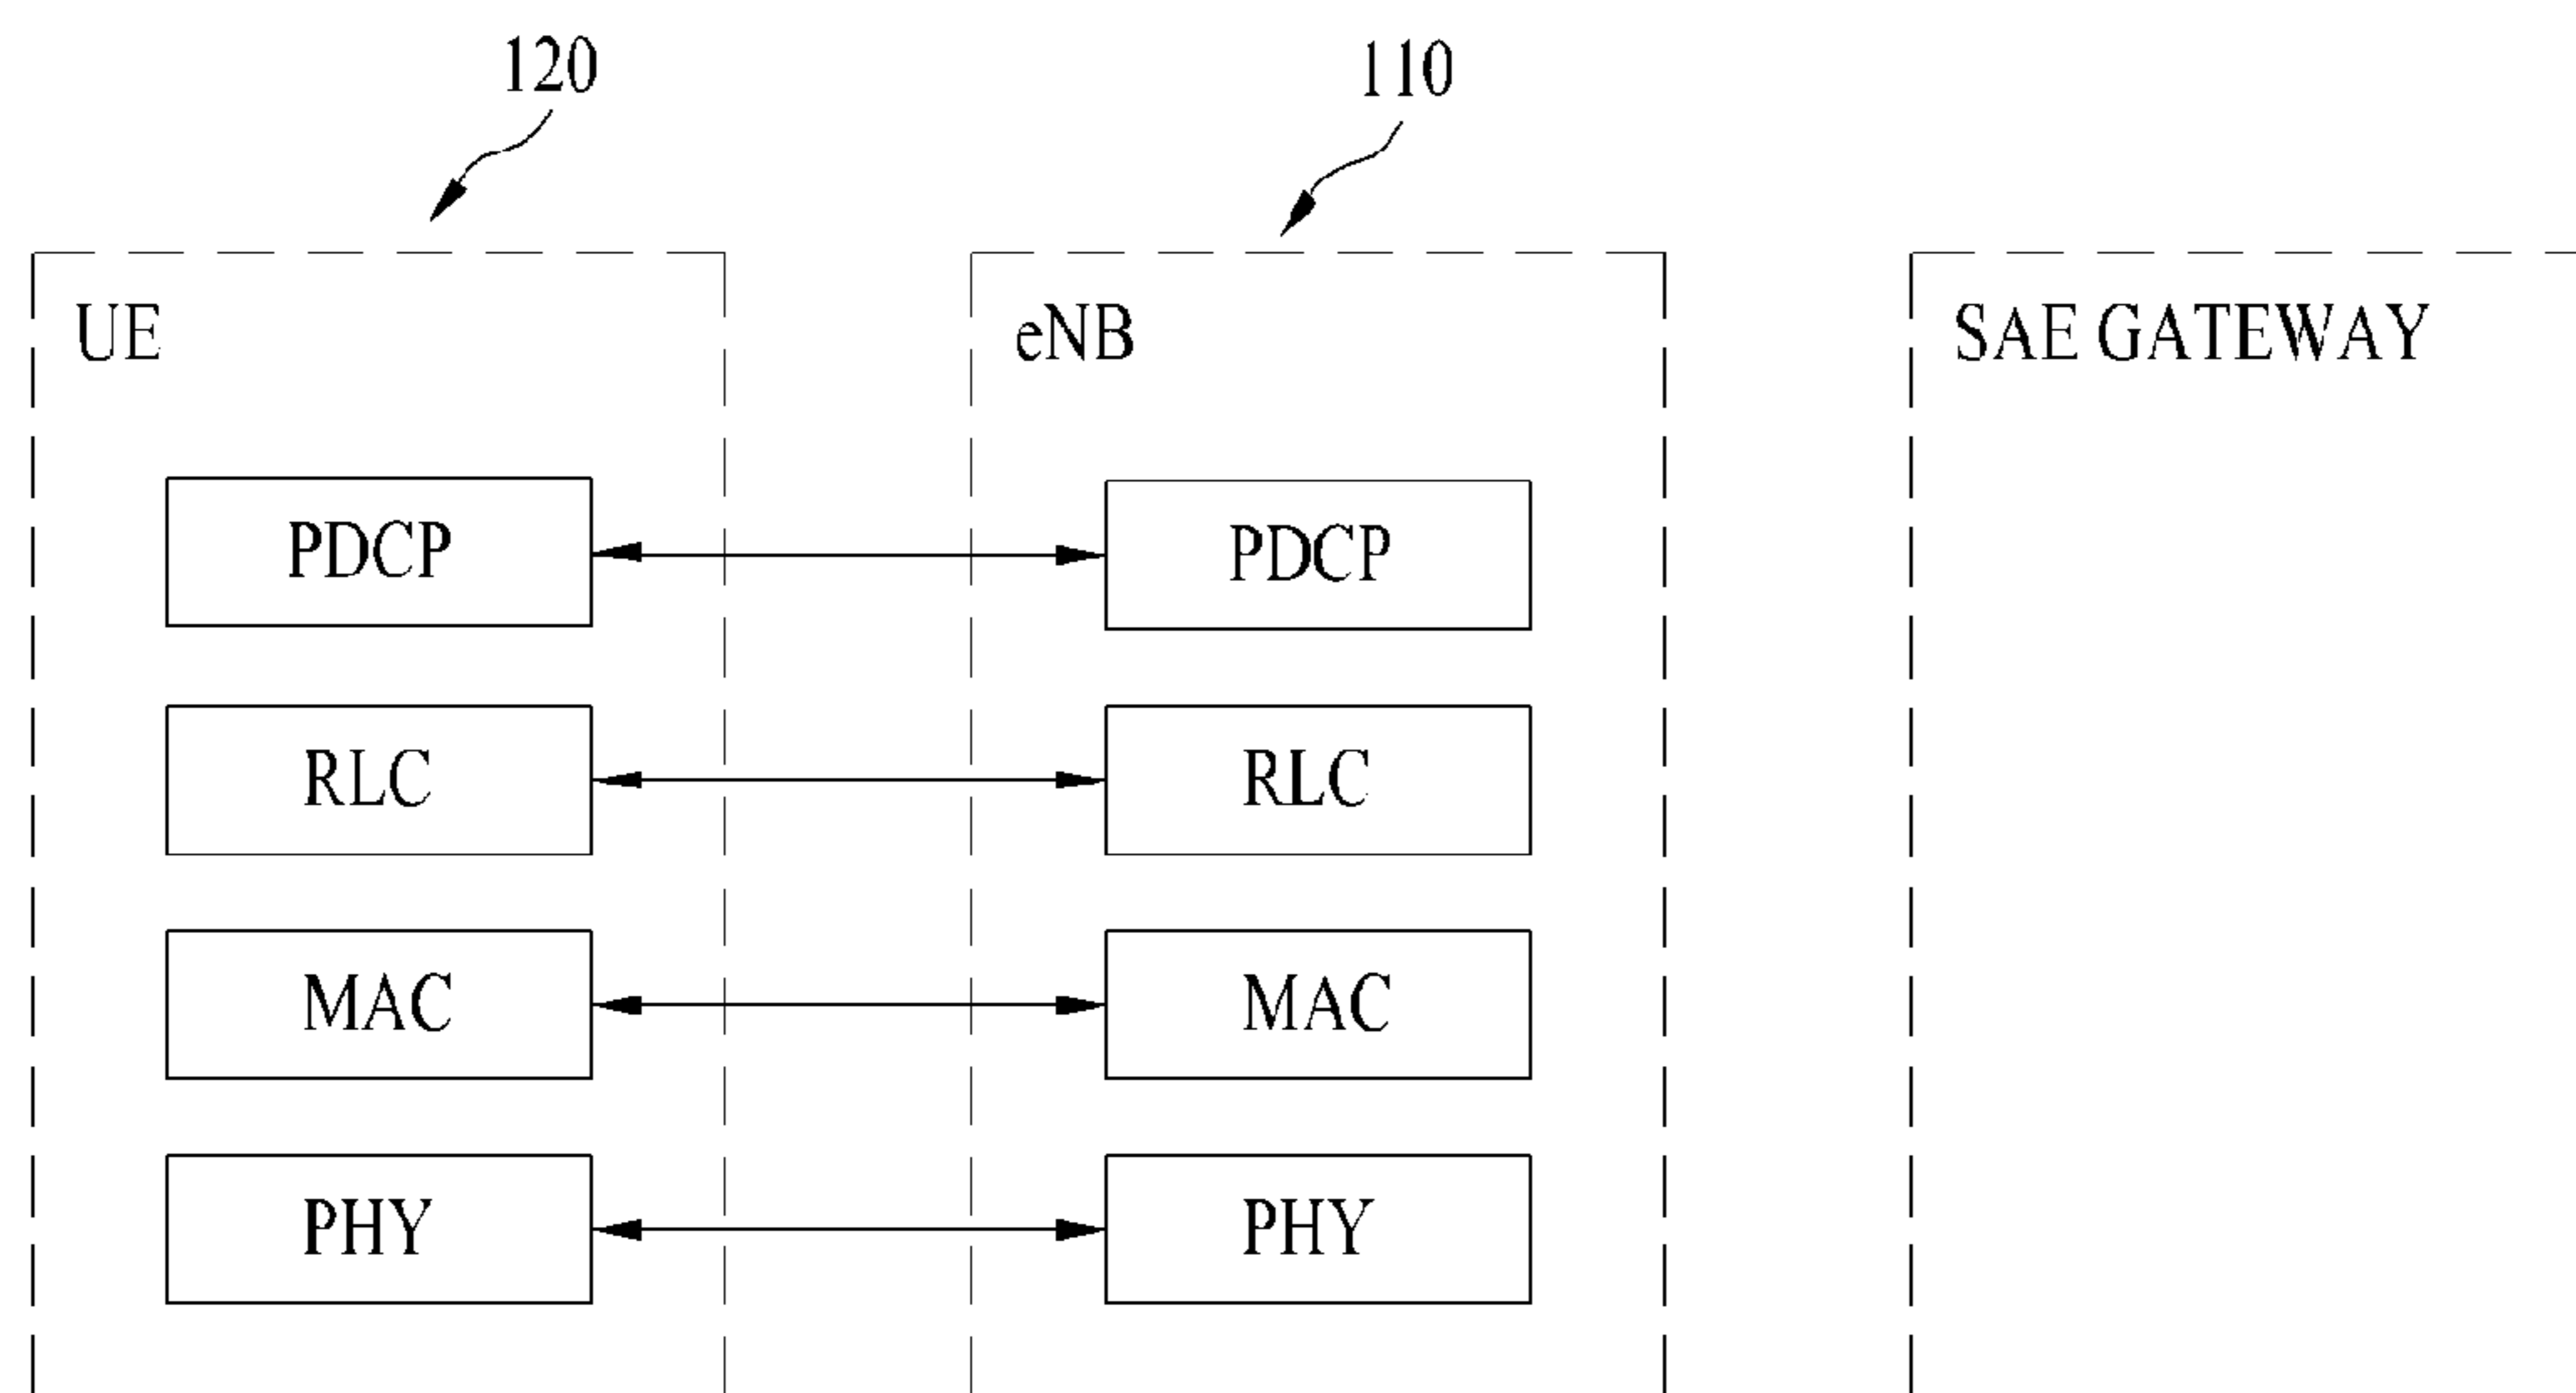 120
110
UE
eNB
SAE GATEWAY
PDCP
PDCP
RLC
RLC
MAC
MAC
PHY
PHY